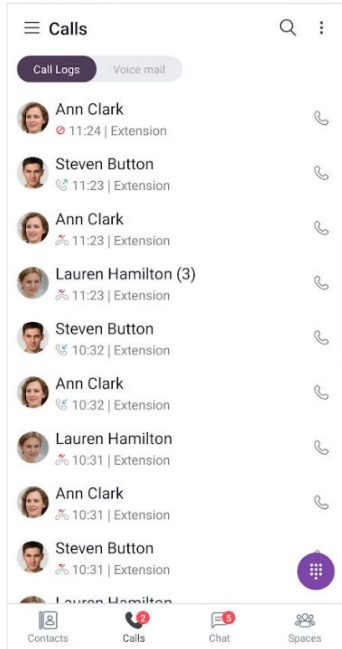 Calls
Call Logs
Voice mail
Ann Clark
11:24 | Extension
Steven Button
11:23 | Extension
Ann Clark
11:23 | Extension
Lauren Hamilton (3)
11:23 | Extension
Steven Button
10:32 | Extension
Ann Clark
10:32 | Extension
Lauren Hamilton
10:31 | Extension
Ann Clark
10:31 | Extension
Steven Button
10:31 | Extension
Lauren Hamilton
2
5
Contacts
Calls
Chat
Spaces